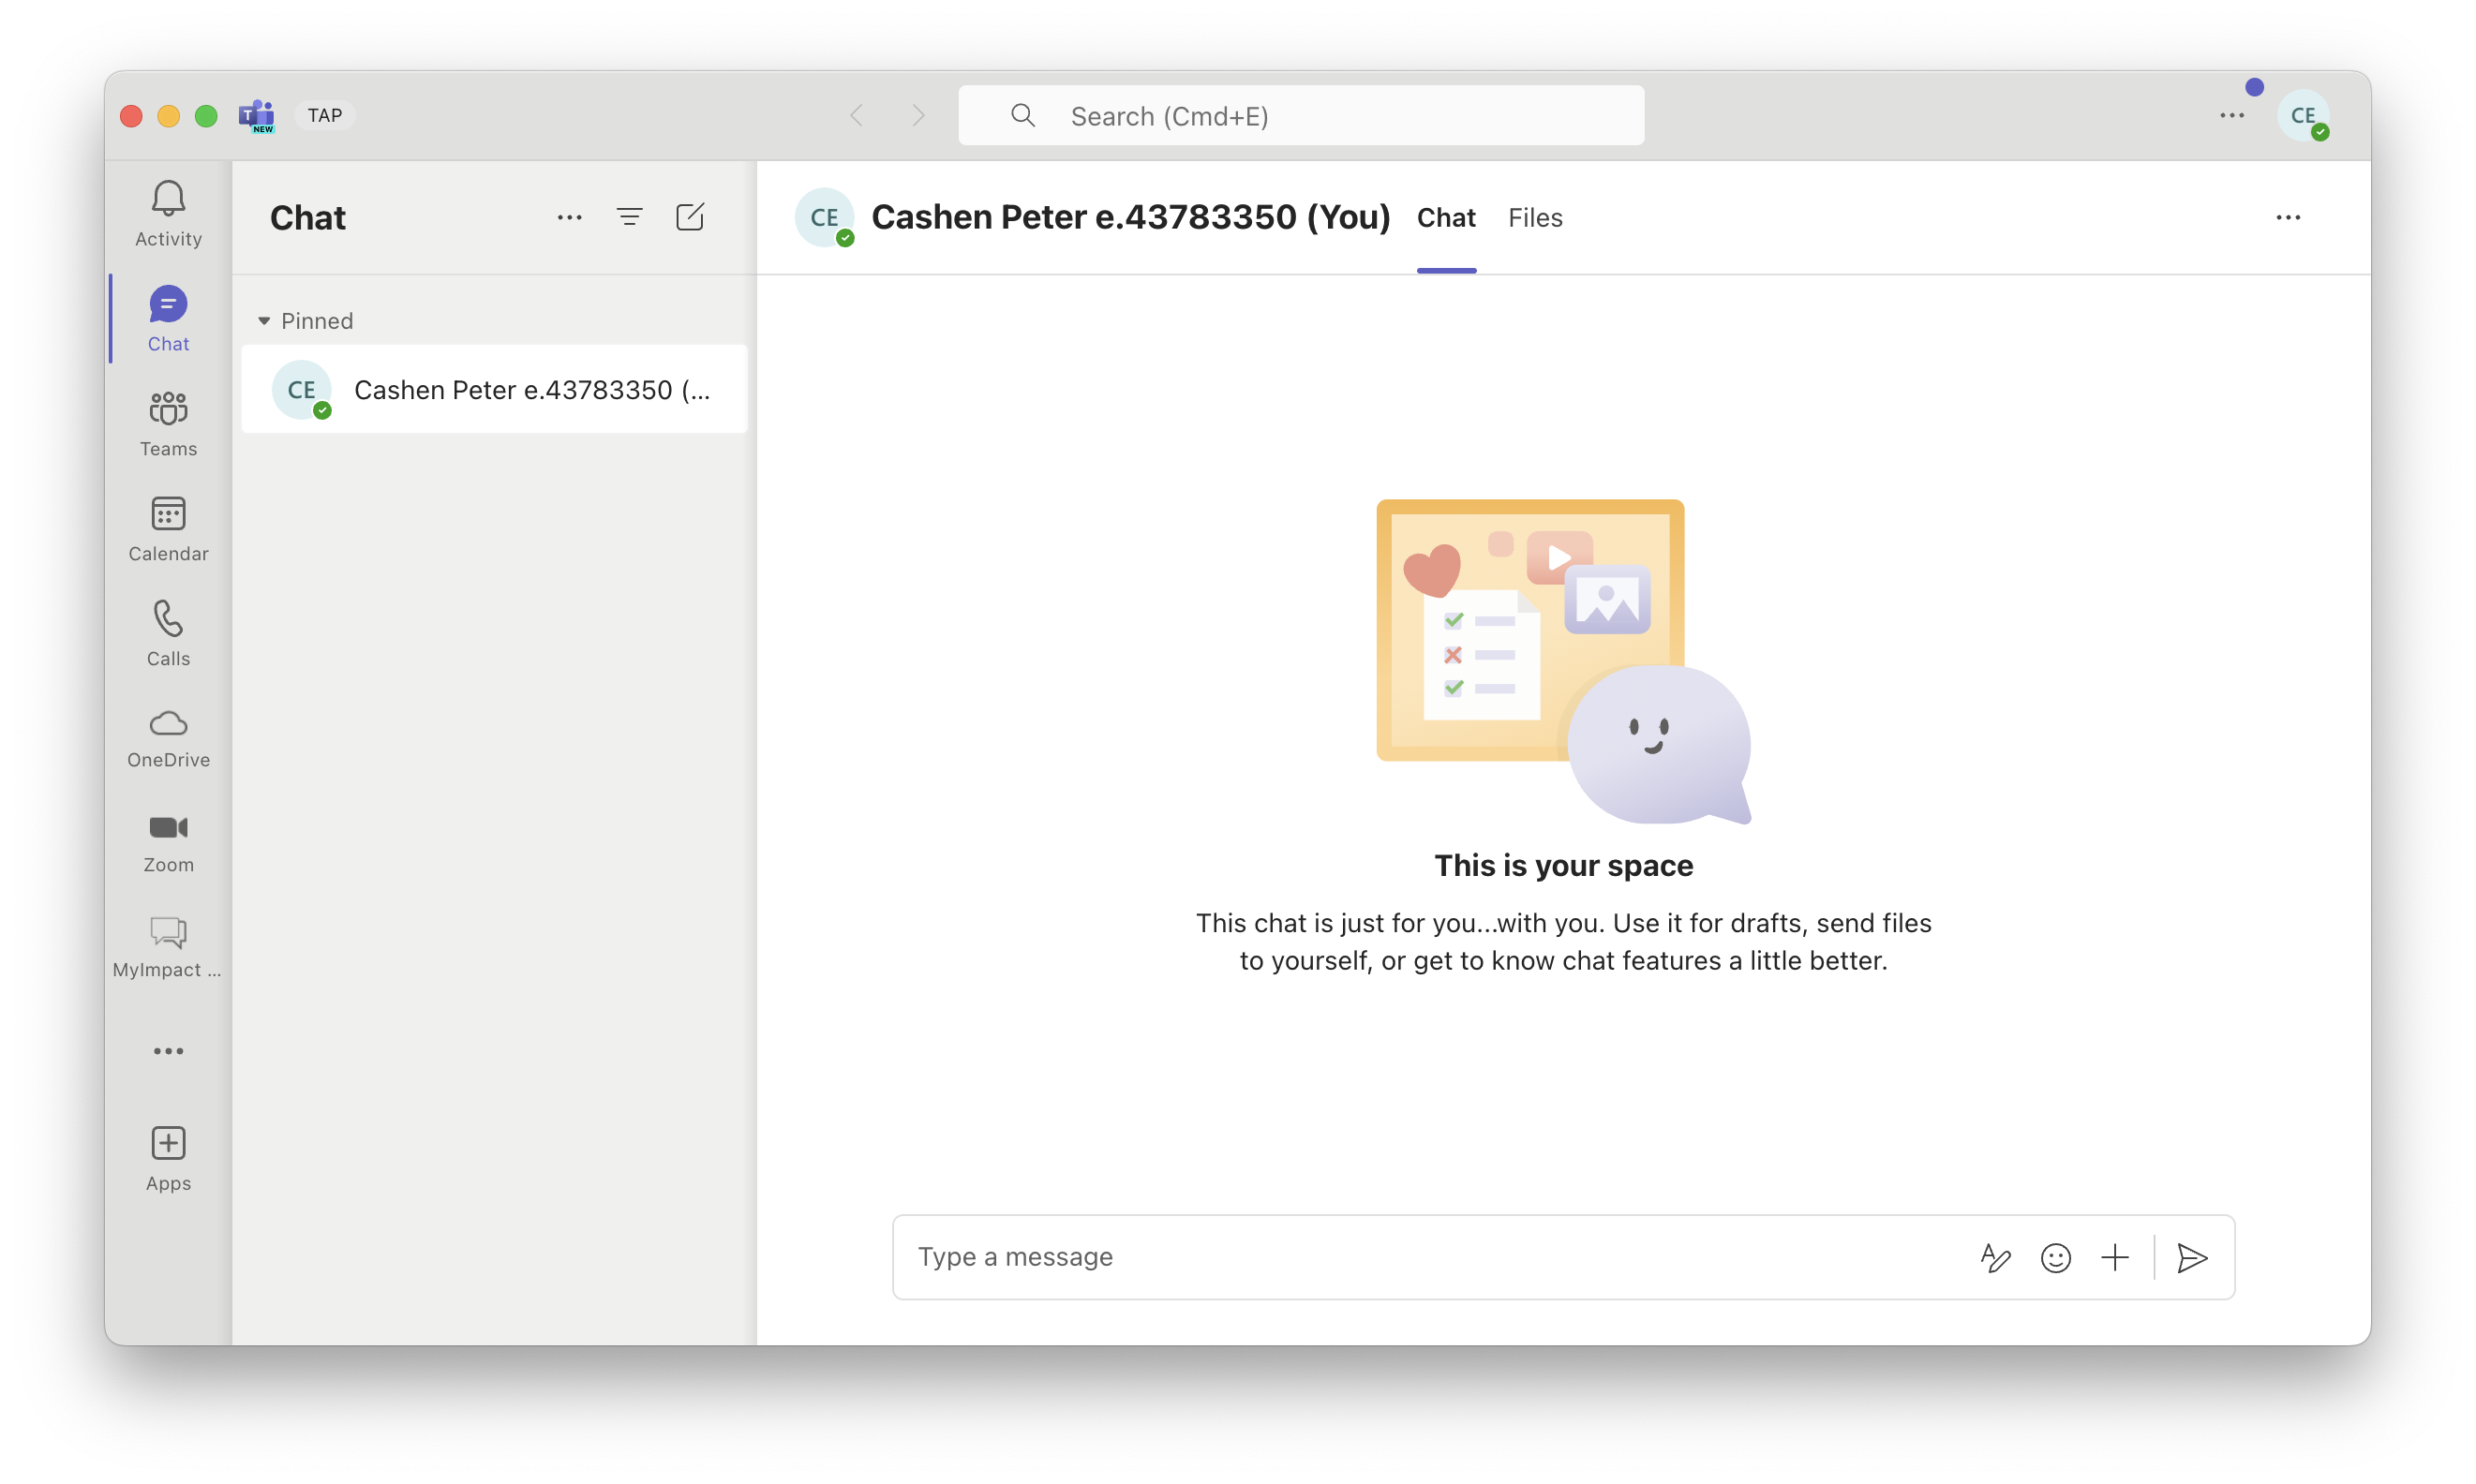 T NEW
TAP
Search (Cmd+E)
CE
Activity
Chat
Teams
Calendar
Calls
OneDrive
Zoom
MyImpact ...
Apps
Chat
Pinned
CE Cashen Peter e.43783350 (...
CE Cashen Peter e.43783350 (You) Chat Files
This is your space
This chat is just for you...with you. Use it for drafts, send files
to yourself, or get to know chat features a little better.
Type a message